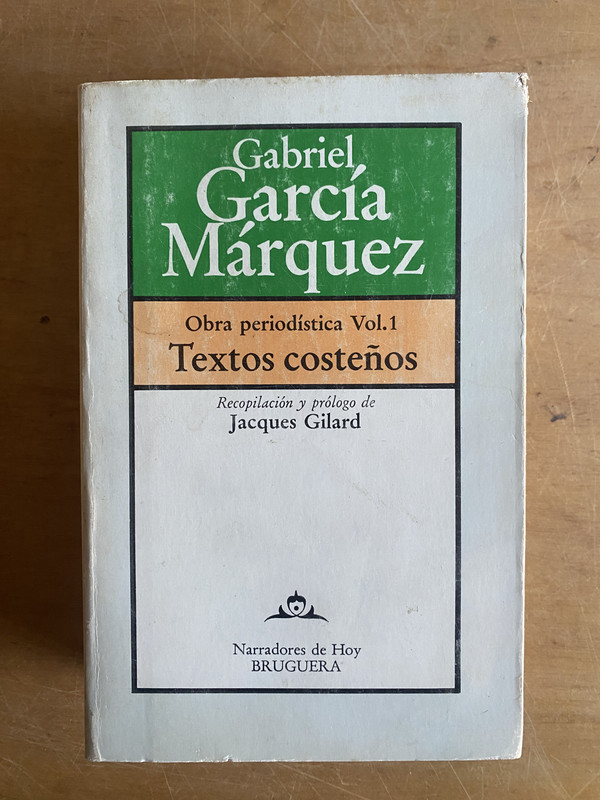 Gabriel
García
Márquez
Obra periodística Vol.1
Textos costeños
Recopilación y prólogo de
Jacques Gilard
Narradores de Hoy
BRUGUERA